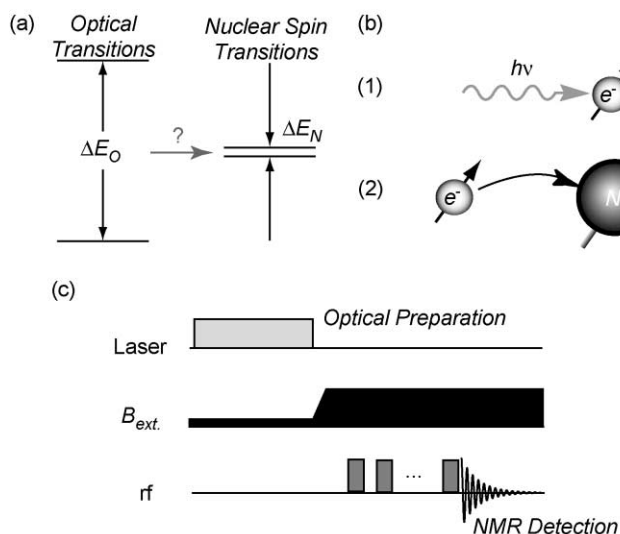 (a)
Optical
Transitions
Nuclear Spin
Transitions
ΔE_O
?
ΔE_N
(b)
(1)
hν
e⁻
(2)
e⁻
N
(c)
Optical Preparation
Laser
B_ext.
rf
...
NMR Detection